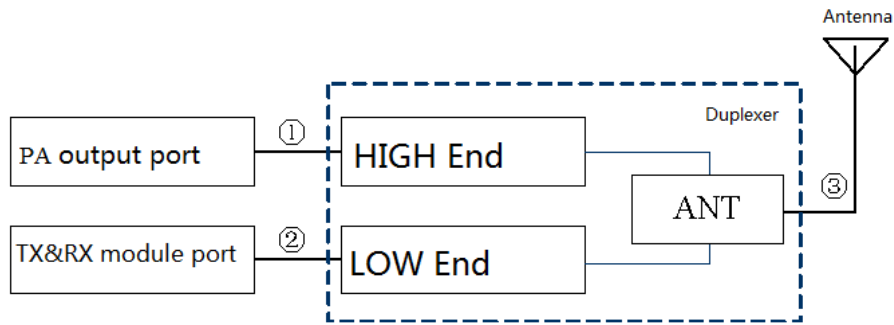 Antenna
Duplexer
PA output port
①
HIGH End
ANT
③
TX&RX module port
②
LOW End